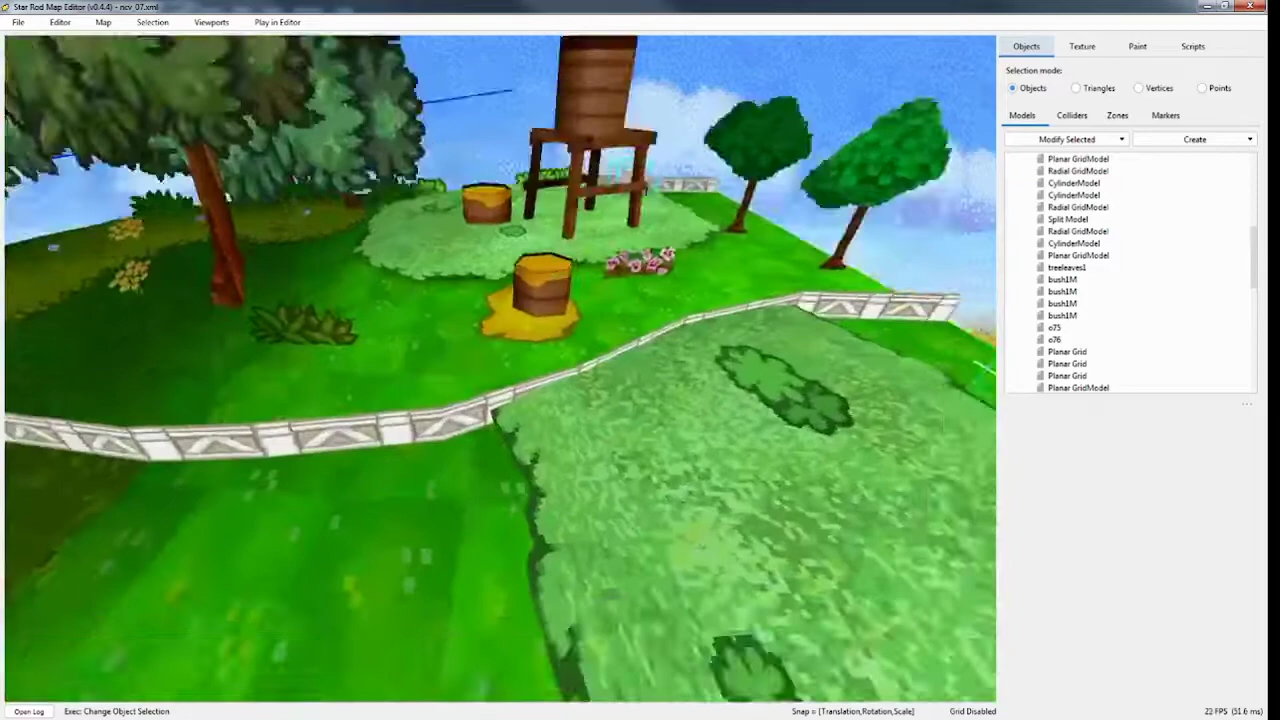 Star Rod Map Editor (v0.4.4) - ncv_07.xml
File Editor Map Selection Viewports Play in Editor
Objects Texture Paint Scripts
Selection mode:
Objects Triangles Vertices Points
Models Colliders Zones Markers
Modify Selected Create
Planar GridModel
Radial GridModel
CylinderModel
CylinderModel
Radial GridModel
Split Model
Radial GridModel
CylinderModel
Planar GridModel
treeleaves1
bush1M
bush1M
bush1M
bush1M
o75
o76
Planar Grid
Planar Grid
Planar Grid
Planar GridModel
...
Open Log Exec: Change Object Selection Snap = [Translation,Rotation,Scale] Grid Disabled 22 FPS (51.6 ms)